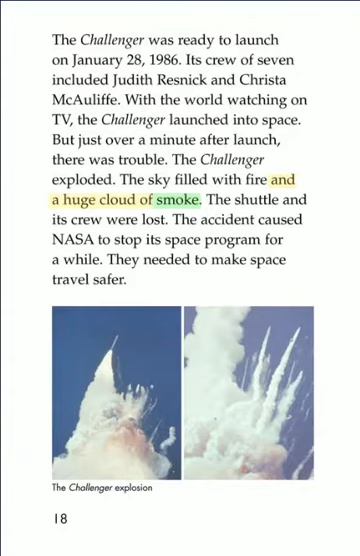 The Challenger was ready to launch
on January 28, 1986. Its crew of seven
included Judith Resnick and Christa
McAuliffe. With the world watching on
TV, the Challenger launched into space.
But just over a minute after launch,
there was trouble. The Challenger
exploded. The sky filled with fire and
a huge cloud of smoke. The shuttle and
its crew were lost. The accident caused
NASA to stop its space program for
a while. They needed to make space
travel safer.
The Challenger explosion
18